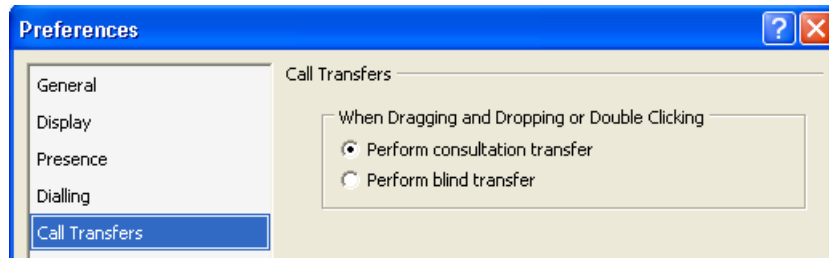 Preferences
General
Display
Presence
Dialling
Call Transfers
Call Transfers
When Dragging and Dropping or Double Clicking
Perform consultation transfer
Perform blind transfer